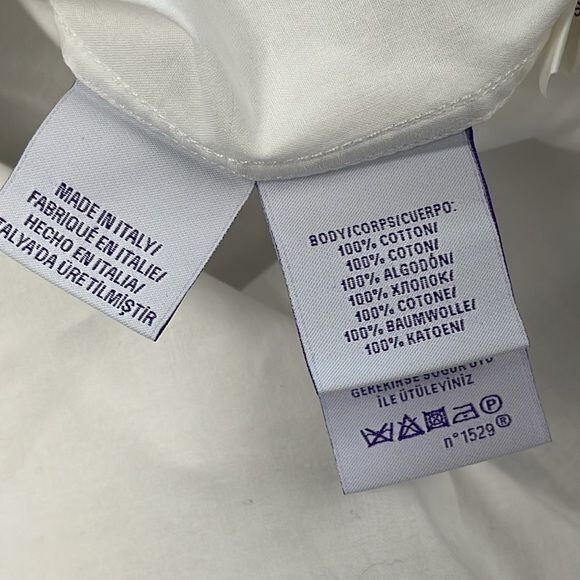 MADE IN ITALY/
FABRIQUÉ EN ITALIE/
HECHO EN ITALIA/
TALYA'DA ÜRETİLMİŞTİR
BODY/CORPS/CUERPO:
100% COTTON/
100% COTON/
100% ALGODÓN/
100% ХЛОПОК/
100% COTONE/
100% BAUMWOLLE/
100% KATOEN/
GEREKİRSE SOĞUK ÜTÜ
İLE ÜTÜLEYİNİZ
P
n°1529®